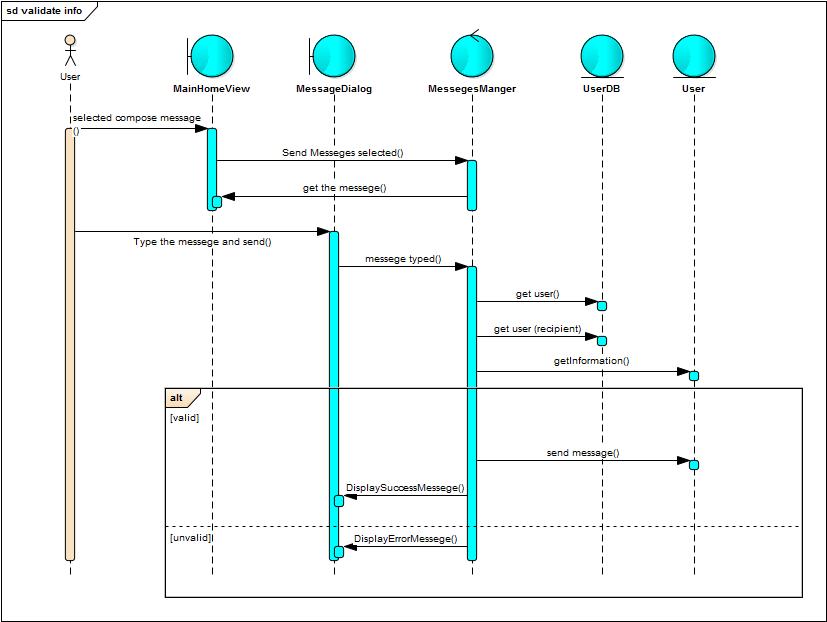 sd validate info
User
MainHomeView
MessageDialog
MessegesManger
UserDB
User
selected compose message
()
Send Messeges selected()
get the messege()
Type the messege and send()
messege typed()
get user()
get user (recipient)
getInformation()
alt
[valid]
send message()
DisplaySuccessMessege()
[unvalid]
DisplayErrorMessege()